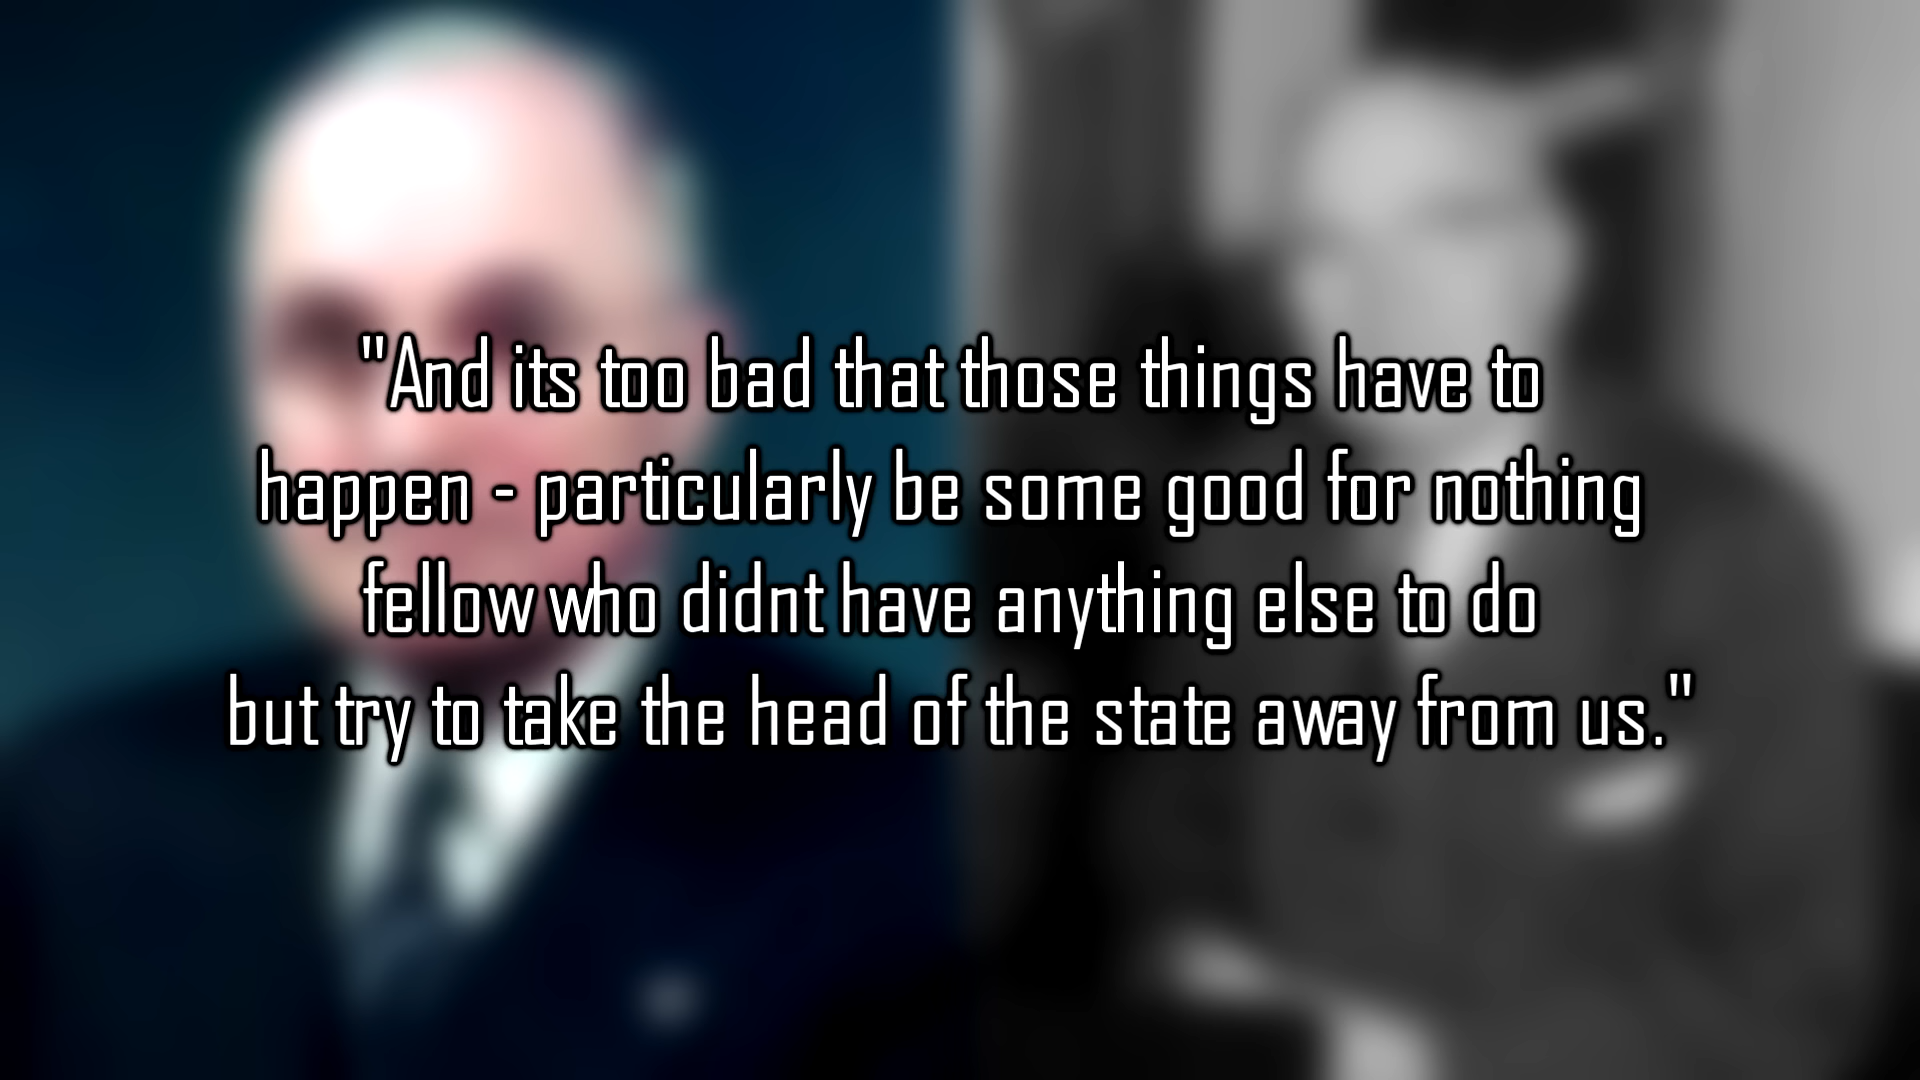 "And its too bad that those things have to
happen - particularly be some good for nothing
fellow who didnt have anything else to do
but try to take the head of the state away from us."